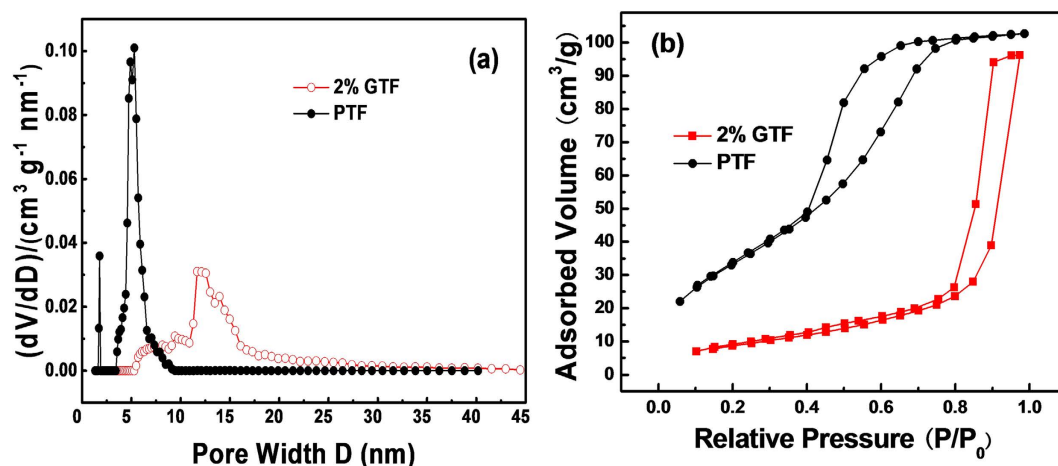 (a)
2% GTF
PTF
(dV/dD)/(cm³ g⁻¹ nm⁻¹)
0.10
0.08
0.06
0.04
0.02
0.00
0 5 10 15 20 25 30 35 40 45
Pore Width D (nm)
(b)
2% GTF
PTF
Adsorbed Volume (cm³/g)
100
90
80
70
60
50
40
30
20
10
0
0.0 0.2 0.4 0.6 0.8 1.0
Relative Pressure (P/P₀)